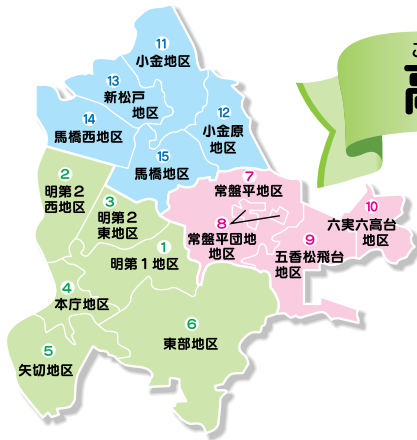 11
小金地区
13
新松戸
地区
12
小金原
地区
14
馬橋西地区
15
馬橋地区
2
明第2
西地区
3
明第2
東地区
1
明第1地区
4
本庁地区
5
矢切地区
6
東部地区
7
常盤平地区
8
常盤平団地
地区
9
五香松飛台
地区
10
六実六高台
地区